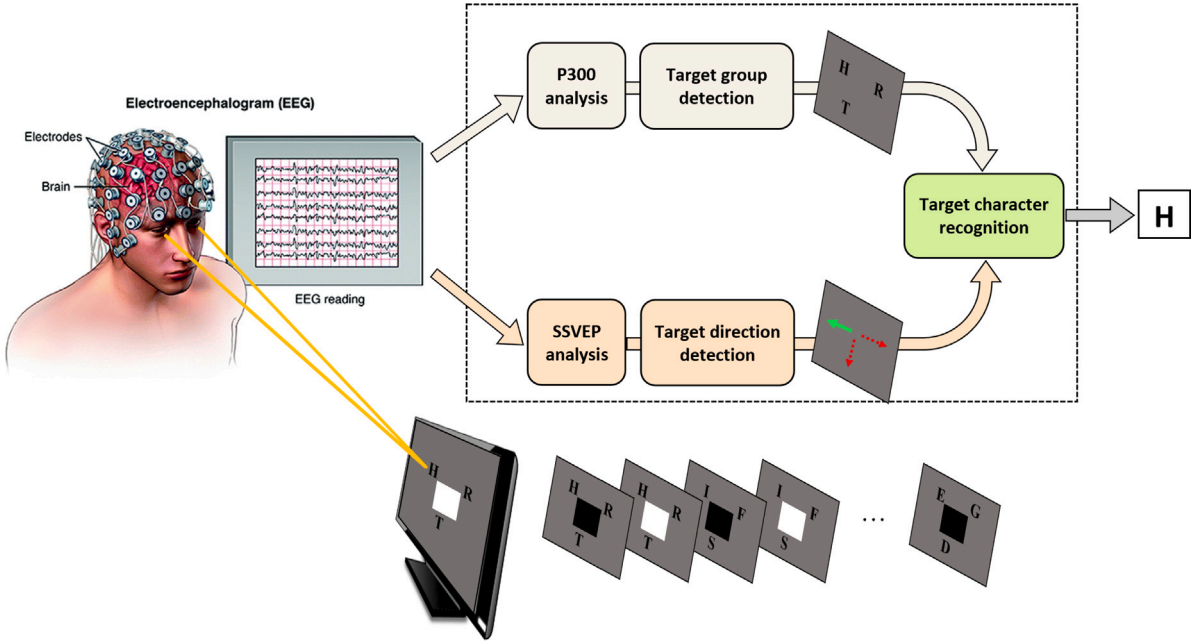 Electroencephalogram (EEG)
Electrodes
Brain
EEG reading
P300
analysis
Target group
detection
H
R
T
Target character
recognition
H
SSVEP
analysis
Target direction
detection
H
R
T
H
R
T
H
R
T
I
F
S
I
F
S
...
E
G
D